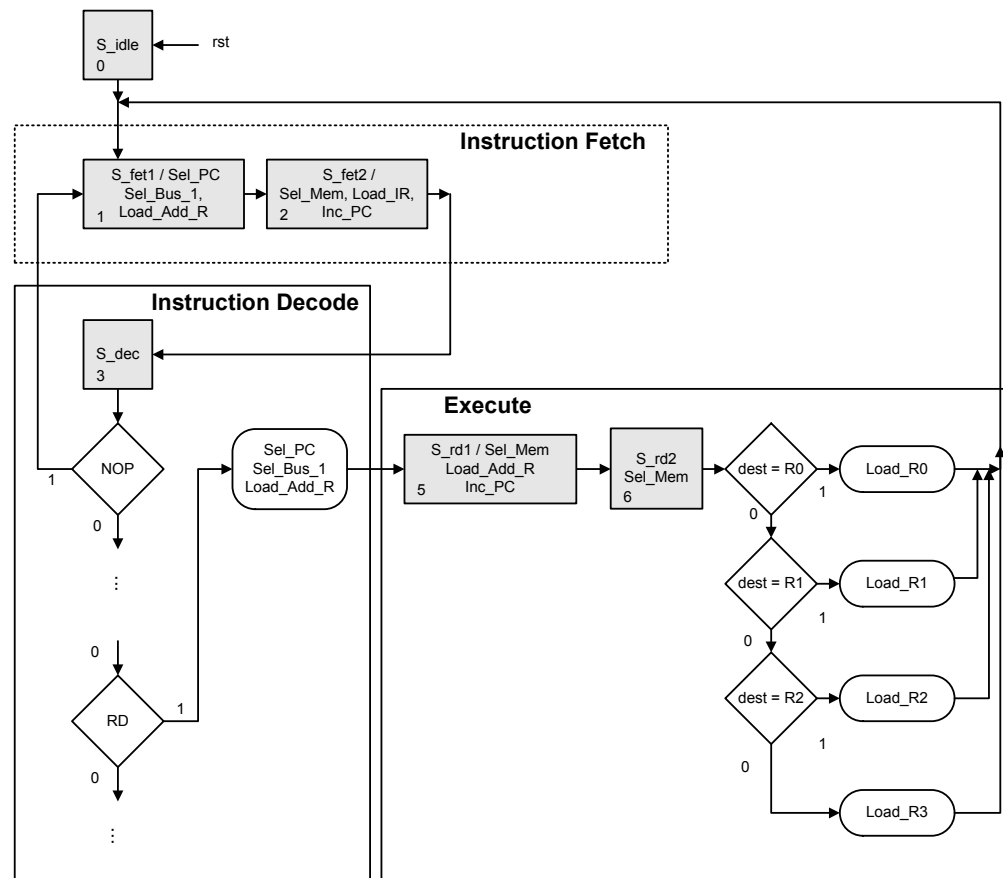 S_idle
0
rst
Instruction Fetch
S_fet1 / Sel_PC
Sel_Bus_1,
Load_Add_R
1
S_fet2 /
Sel_Mem, Load_IR,
Inc_PC
2
Instruction Decode
S_dec
3
NOP
1
0
...
0
RD
1
0
...
Sel_PC
Sel_Bus_1
Load_Add_R
Execute
S_rd1 / Sel_Mem
Load_Add_R
Inc_PC
5
S_rd2
Sel_Mem
6
dest = R0
1
0
Load_R0
dest = R1
1
0
Load_R1
dest = R2
1
0
Load_R2
Load_R3